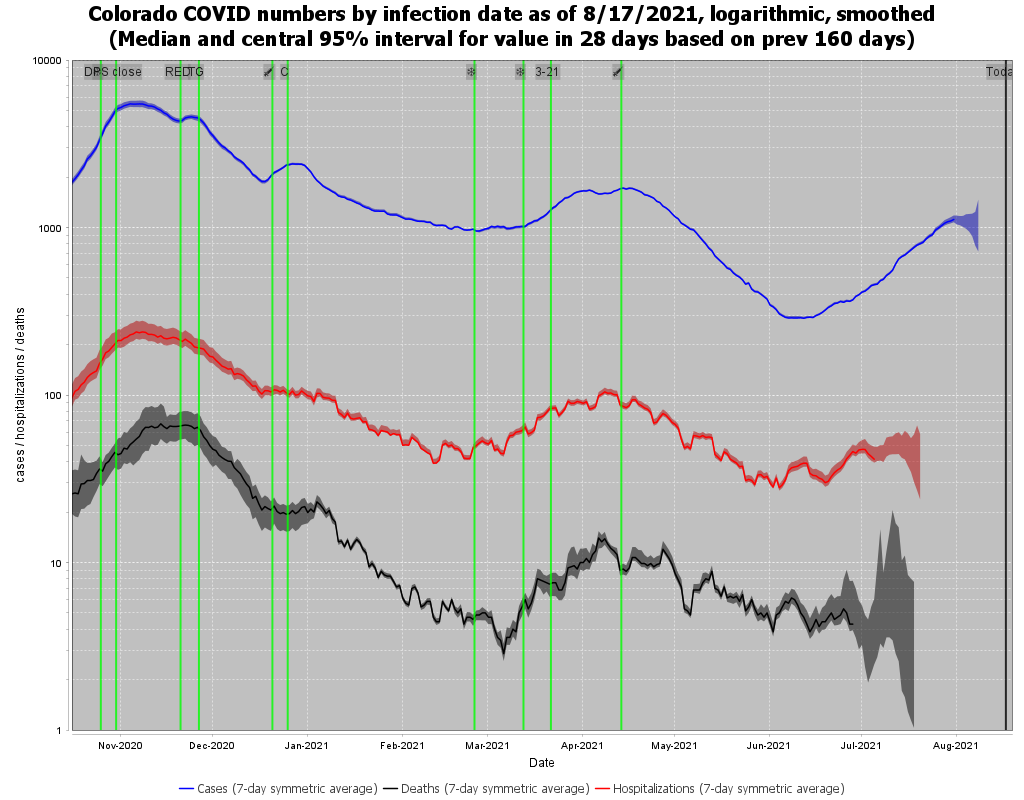 Colorado COVID numbers by infection date as of 8/17/2021, logarithmic, smoothed
(Median and central 95% interval for value in 28 days based on prev 160 days)
10000
1000
100
10
1
close
C
3-21
Toda
cases / hospitalizations / deaths
Nov-2020
Dec-2020
Jan-2021
Feb-2021
Mar-2021
Apr-2021
May-2021
Jun-2021
Jul-2021
Aug-2021
Date
Cases (7-day symmetric average)
Deaths (7-day symmetric average)
Hospitalizations (7-day symmetric average)